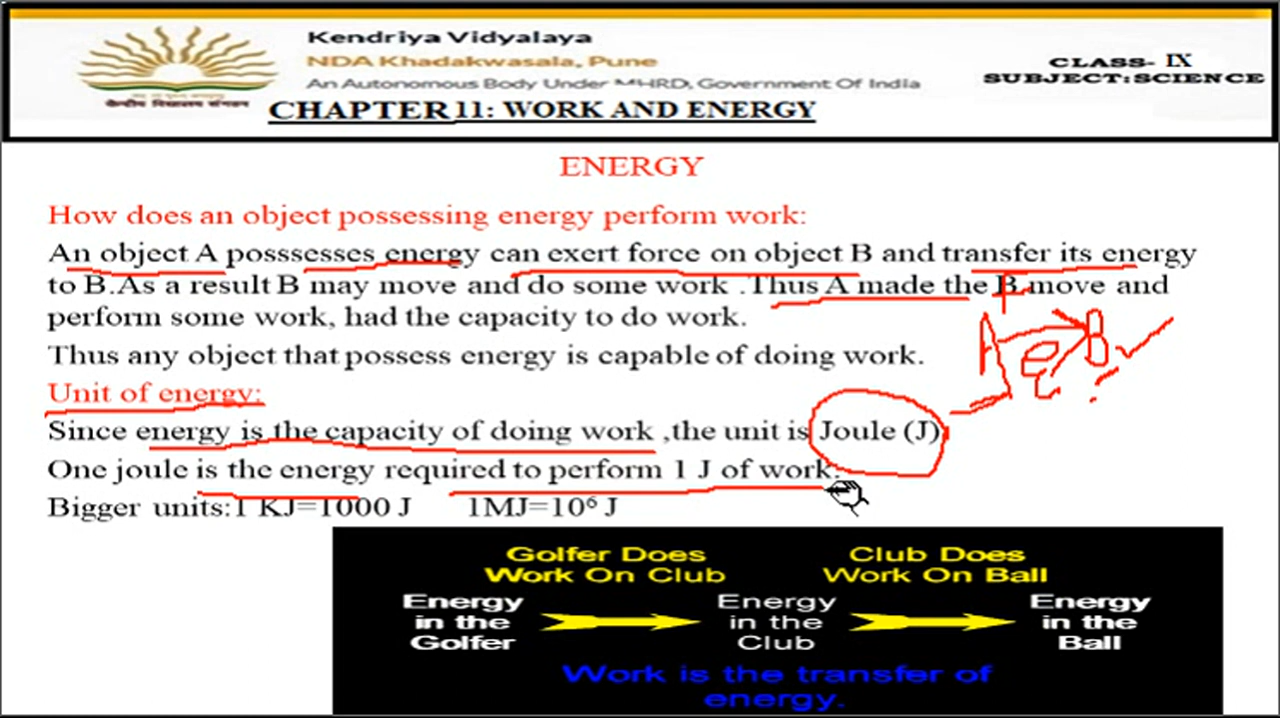 Kendriya Vidyalaya
NDA Khadakwasala, Pune
An Autonomous Body Under MHRD, Government Of India
केन्द्रीय विद्यालय संगठन
CLASS- IX
SUBJECT:SCIENCE
CHAPTER 11: WORK AND ENERGY
ENERGY
How does an object possessing energy perform work:
An object A posssesses energy can exert force on object B and transfer its energy
to B.As a result B may move and do some work .Thus A made the B move and
perform some work, had the capacity to do work.
Thus any object that possess energy is capable of doing work.
A B
Unit of energy:
Since energy is the capacity of doing work ,the unit is Joule (J)
One joule is the energy required to perform 1 J of work.
Bigger units:1 KJ=1000 J 1MJ=10⁶ J
Golfer Does
Work On Club
Club Does
Work On Ball
Energy
in the
Golfer
Energy
in the
Club
Energy
in the
Ball
Work is the transfer of
energy.